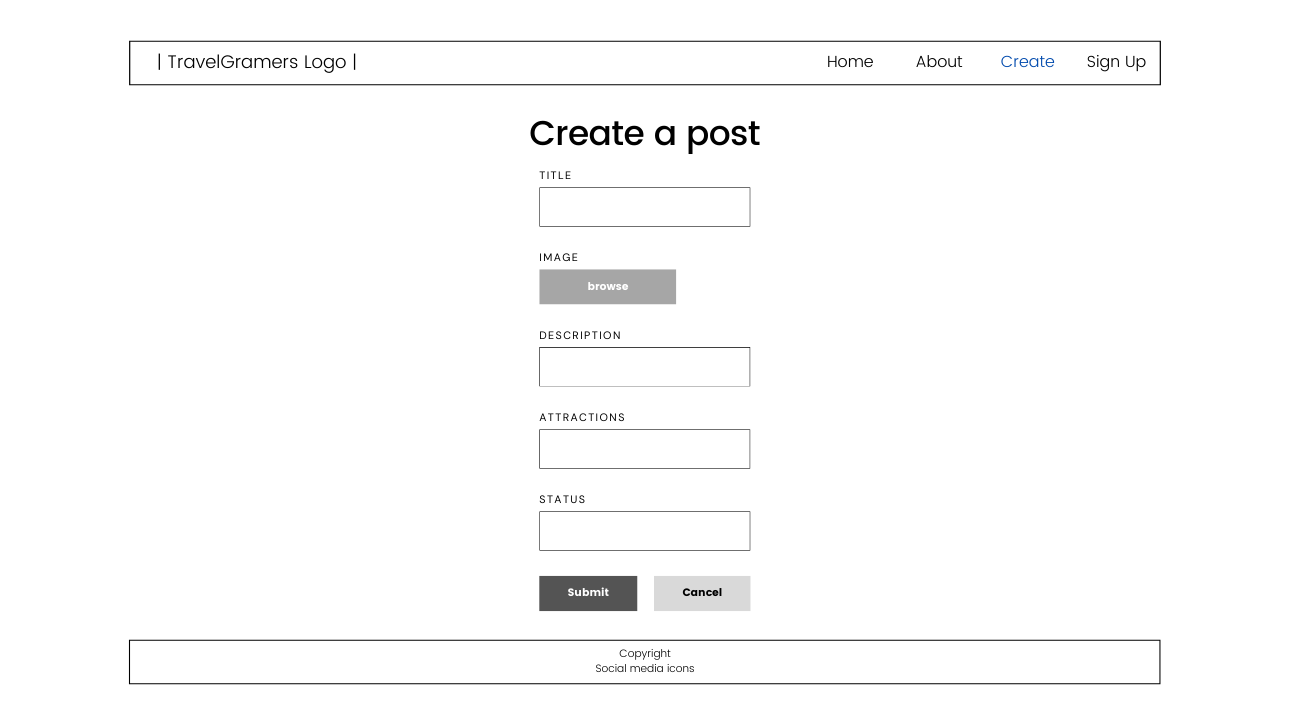 | TravelGramers Logo | Home About Create Sign Up
Create a post
TITLE
IMAGE
browse
DESCRIPTION
ATTRACTIONS
STATUS
Submit Cancel
Copyright
Social media icons